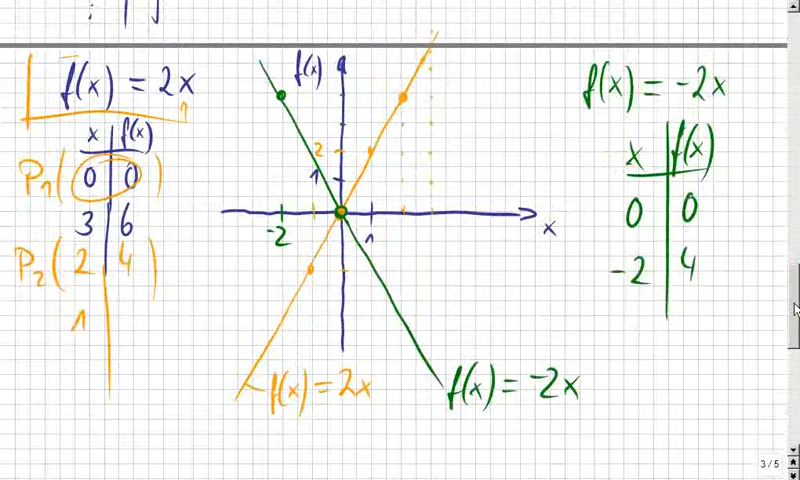 f(x) = 2x
x f(x)
P1( 0 0 )
3 6
P2( 2 4 )
1
f(x)
2
1
-2
1
x
f(x) = 2x
f(x) = -2x
f(x) = -2x
x f(x)
0 0
-2 4
3 / 5